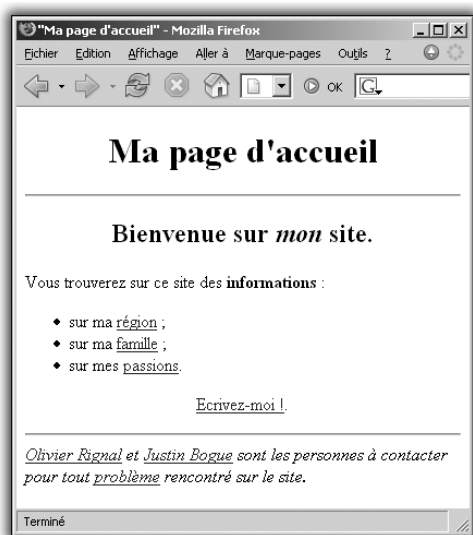 "Ma page d'accueil" - Mozilla Firefox
Fichier Edition Affichage Aller à Marque-pages Outils ?
OK G
Ma page d'accueil
Bienvenue sur mon site.
Vous trouverez sur ce site des informations :
• sur ma région ;
• sur ma famille ;
• sur mes passions.
Ecrivez-moi !.
Olivier Rignal et Justin Bogue sont les personnes à contacter
pour tout problème rencontré sur le site.
Terminé